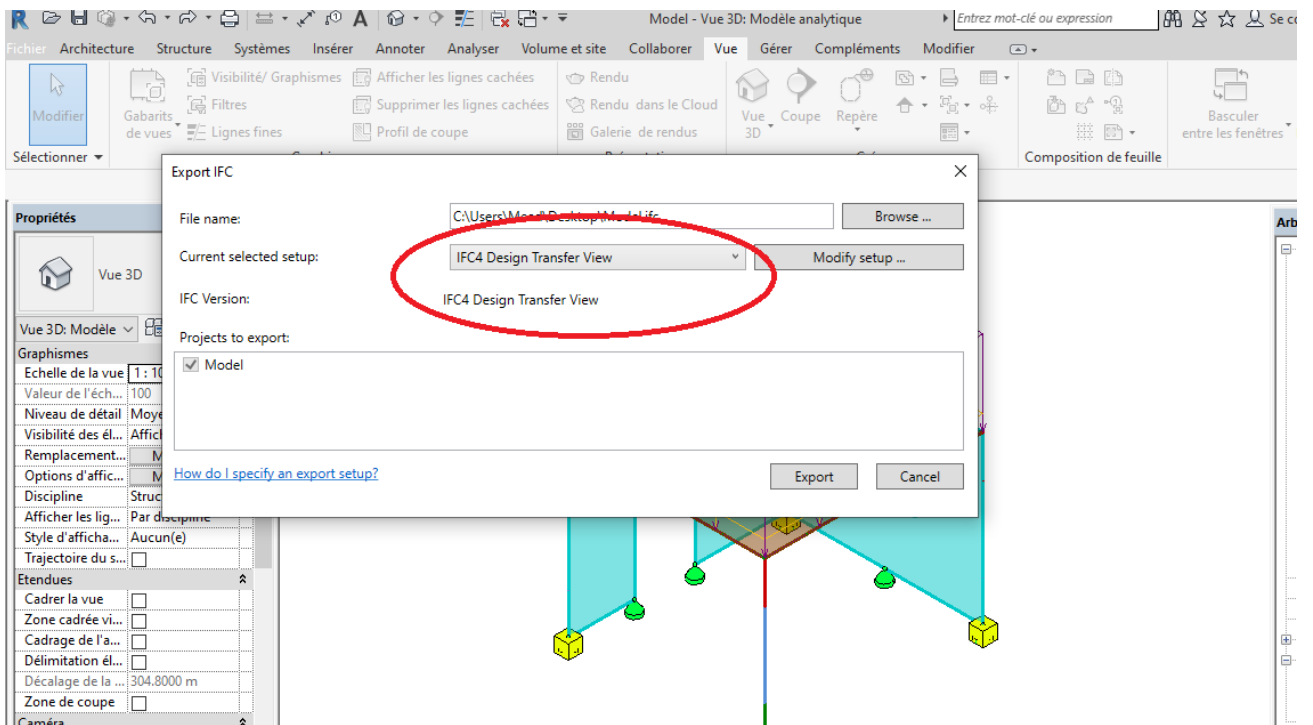 Model - Vue 3D: Modèle analytique
Entrez mot-clé ou expression
Fichier Architecture Structure Systèmes Insérer Annoter Analyser Volume et site Collaborer Vue Gérer Compléments Modifier
Modifier
Gabarits de vues
Visibilité/ Graphismes
Filtres
Lignes fines
Afficher les lignes cachées
Supprimer les lignes cachées
Profil de coupe
Rendu
Rendu dans le Cloud
Galerie de rendus
Vue 3D
Coupe
Repère
Basculer
entre les fenêtres
Sélectionner
Composition de feuille
Export IFC
File name:
Browse ...
Current selected setup:
IFC4 Design Transfer View
Modify setup ...
IFC Version:
IFC4 Design Transfer View
Projects to export:
Model
How do I specify an export setup?
Export
Cancel
Propriétés
Vue 3D
Vue 3D: Modèle
Graphismes
Echelle de la vue
Valeur de l'éch... 100
Niveau de détail
Visibilité des él...
Remplacement...
Options d'affic...
Discipline
Afficher les lig... Par discipline
Style d'afficha... Aucun(e)
Trajectoire du s...
Etendues
Cadrer la vue
Zone cadrée vi...
Cadrage de l'a...
Délimitation él...
Décalage de la ... 304.8000 m
Zone de coupe
Caméra